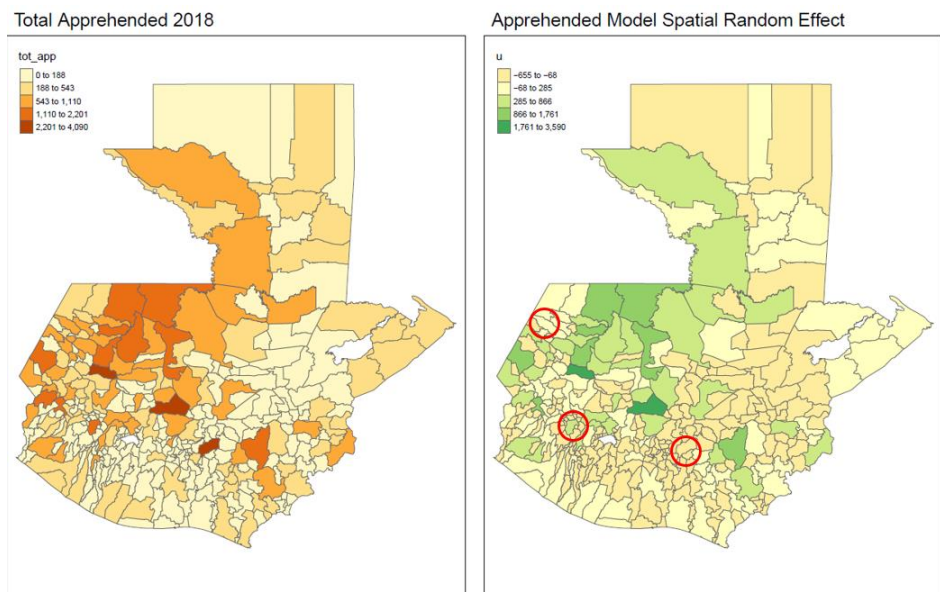 Total Apprehended 2018
tot_app
0 to 188
188 to 543
543 to 1,110
1,110 to 2,201
2,201 to 4,090
Apprehended Model Spatial Random Effect
u
−655 to −68
−68 to 285
285 to 866
866 to 1,761
1,761 to 3,590